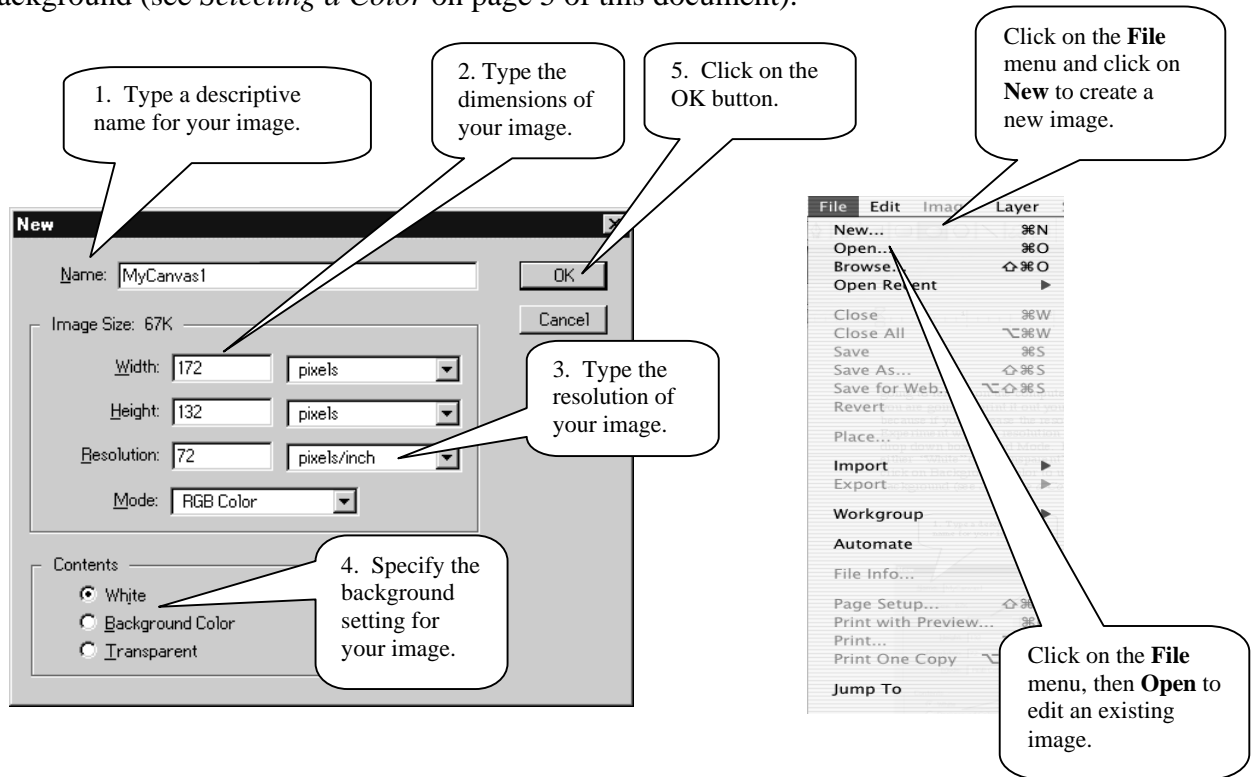 background (see Selecting a Color on page 5 of this document).
1. Type a descriptive
name for your image.
2. Type the
dimensions of
your image.
5. Click on the
OK button.
Click on the File
menu and click on
New to create a
new image.
New
Name: MyCanvas1
OK
Cancel
Image Size: 67K
Width: 172 pixels
Height: 132 pixels
Resolution: 72 pixels/inch
Mode: RGB Color
3. Type the
resolution of
your image.
Contents
White
Background Color
Transparent
4. Specify the
background
setting for
your image.
File Edit Layer
New... ⌘N
Open... ⌘O
Browse... ⇧⌘O
Open Recent
Close ⌘W
Close All ⌥⌘W
Save ⌘S
Save As... ⇧⌘S
Save for Web... ⌥⇧⌘S
Revert
Place...
Import
Export
Workgroup
Automate
File Info...
Page Setup...
Print with Preview...
Print...
Print One Copy
Jump To
Click on the File
menu, then Open to
edit an existing
image.